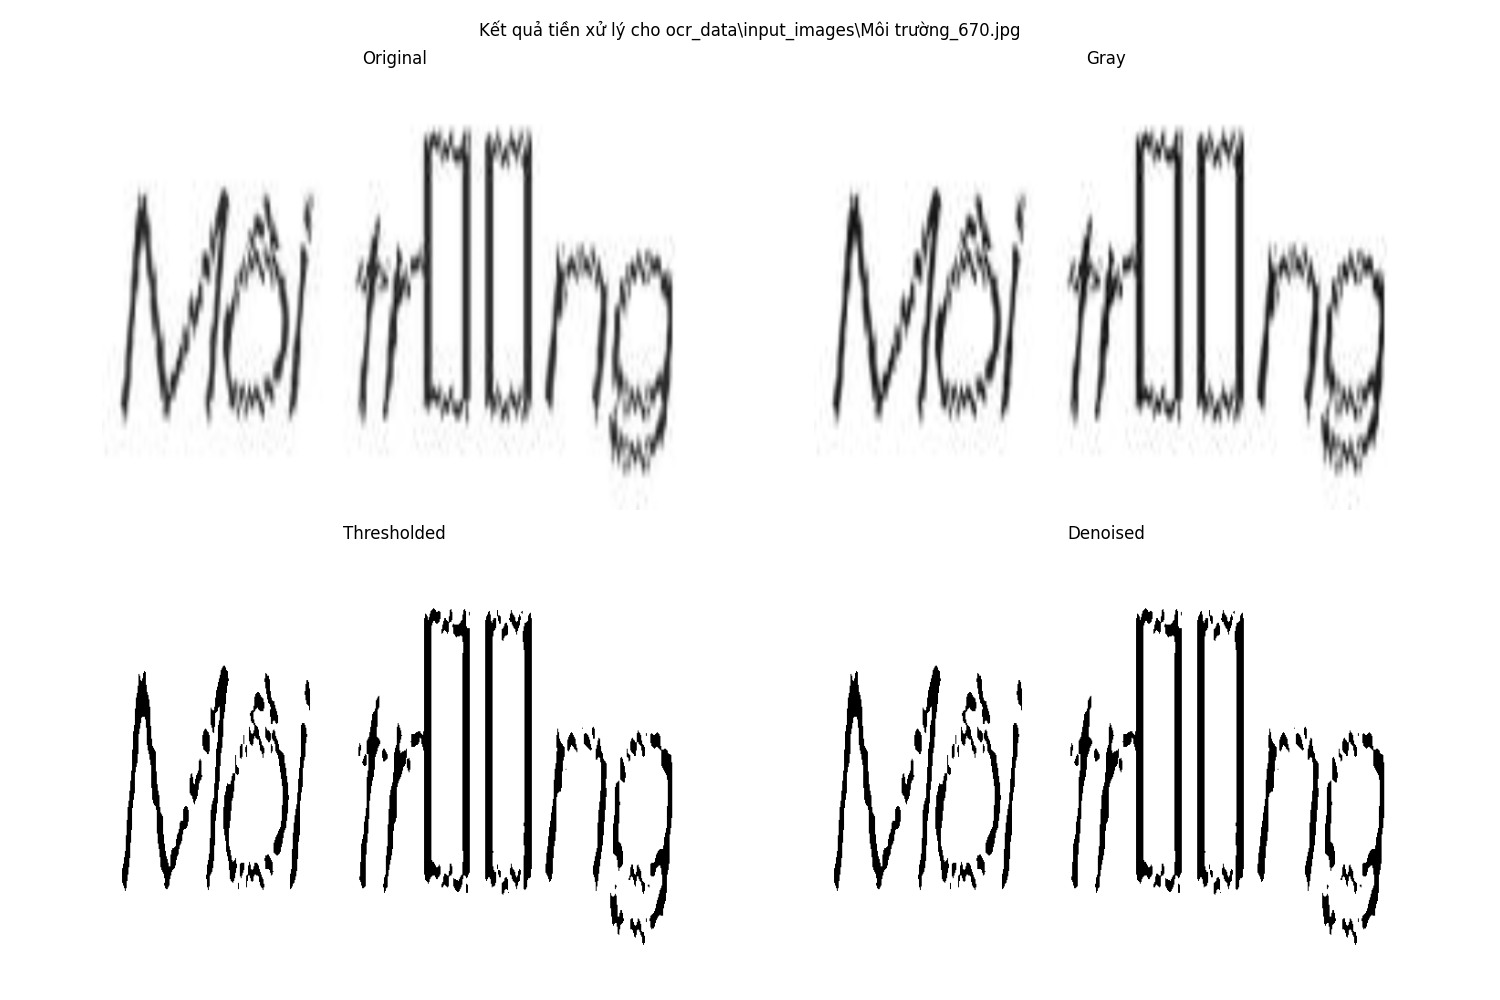 Kết quả tiền xử lý cho ocr_data\input_images\Môi trường_670.jpg
Original
Gray
Môi tr▯▯ng
Môi tr▯▯ng
Thresholded
Denoised
Môi tr▯▯ng
Môi tr▯▯ng